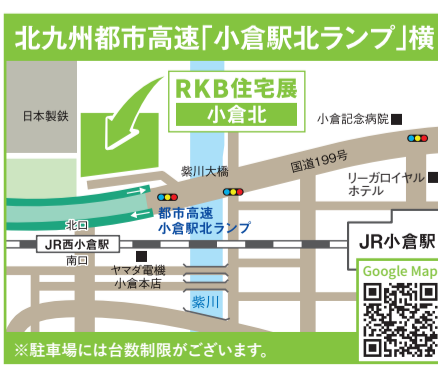 北九州都市高速「小倉駅北ランプ」横
RKB住宅展
小倉北
日本製鉄
小倉記念病院
紫川大橋
国道199号
リーガロイヤル
ホテル
都市高速
小倉駅北ランプ
北口
JR西小倉駅
南口
JR小倉駅
ヤマダ電機
小倉本店
紫川
Google Map
※駐車場には台数制限がございます。